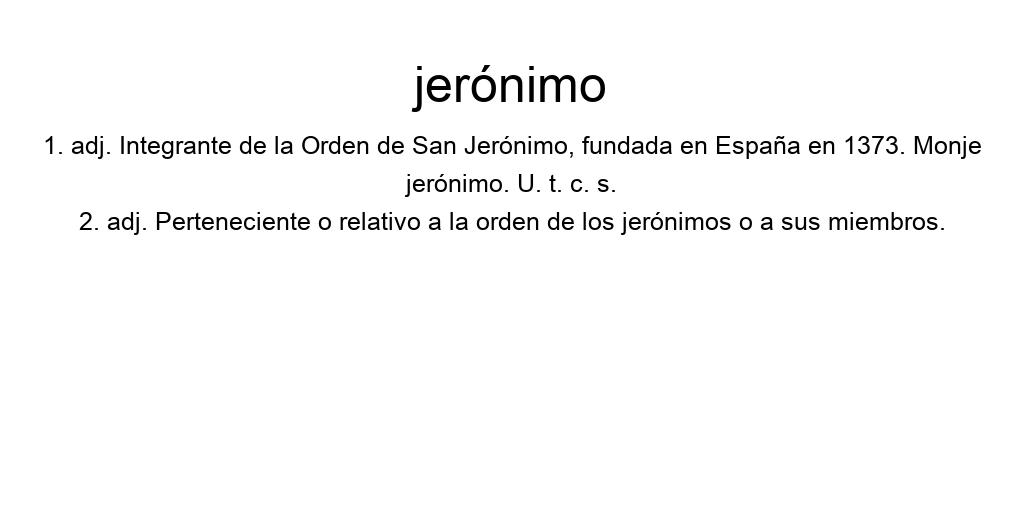 jerónimo
1. adj. Integrante de la Orden de San Jerónimo, fundada en España en 1373. Monje
jerónimo. U. t. c. s.
2. adj. Perteneciente o relativo a la orden de los jerónimos o a sus miembros.